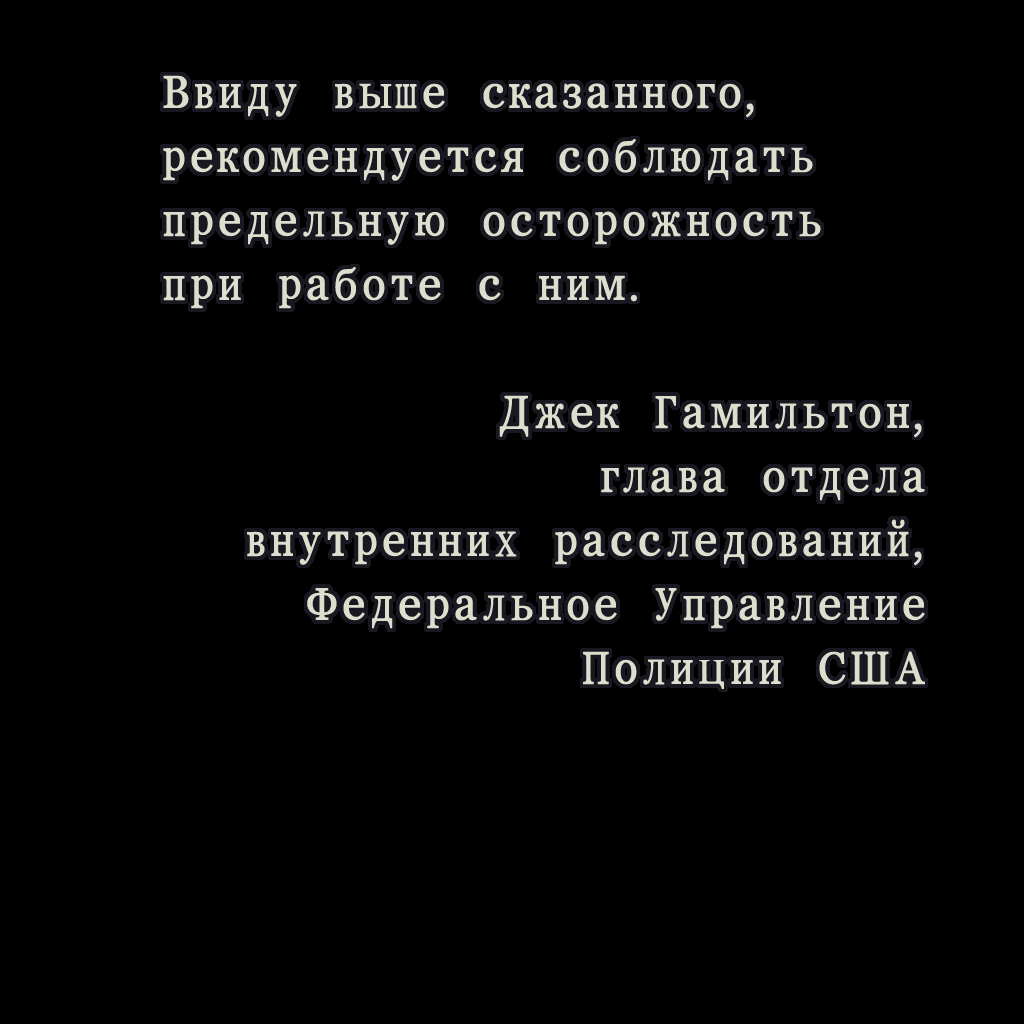 Ввиду выше сказанного,
рекомендуется соблюдать
предельную осторожность
при работе с ним.
Джек Гамильтон,
глава отдела
внутренних расследований,
Федеральное Управление
Полиции США